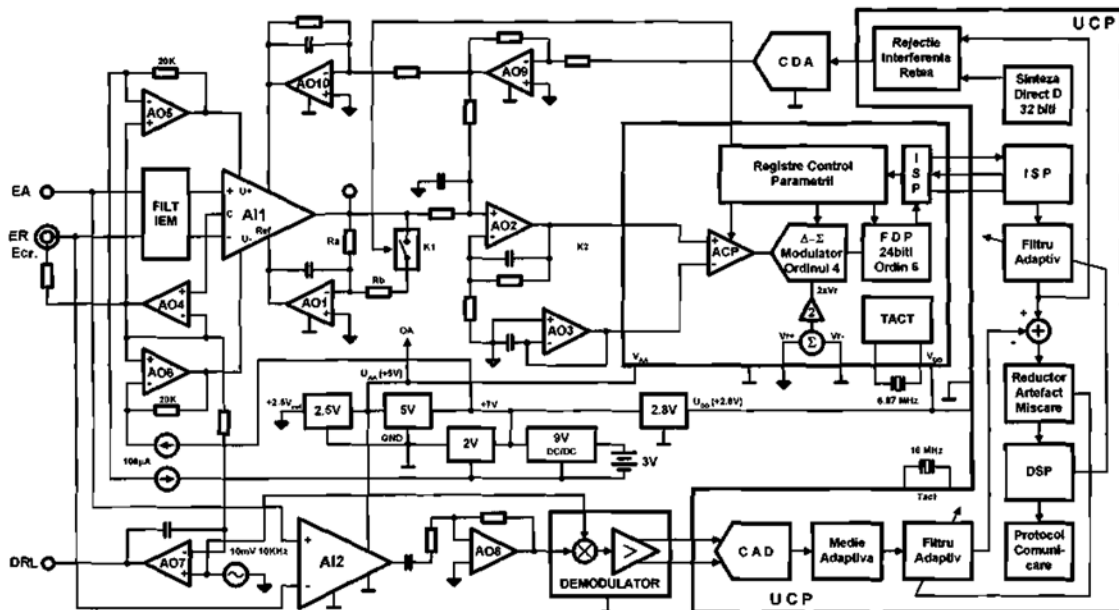 UCP
20K
AO5
AO10
AO9
CDA
Rejectie
Interferenta
Retea
Sinteza
Direct D
32 biti
EA
FILT
IEM
U+
C
AI1
U-
Ref
Ra
K1
Rb
AO2
K2
Registre Control
Parametrii
ISP
ISP
ACP
Δ-Σ
Modulator
Ordinul 4
FDP
24biti
Ordin 6
Filtru
Adaptiv
ER
Ecr.
AO4
AO1
AO3
2xVr
2
Vr+
Σ
Vr-
TACT
6.87 MHz
VAA
VDD
+
-
AO6
20K
OA
UAA (+5V)
+2.5Vref
2.5V
5V
+7V
2.8V
UDD (+2.8V)
GND
2V
9V
DC/DC
3V
Reductor
Artefact
Miscare
100µA
16 MHz
Tact
DSP
DRL
AO7
10mV 10KHz
AI2
AO8
DEMODULATOR
CAD
Medie
Adaptiva
Filtru
Adaptiv
Protocol
Comuni-
care
UCP